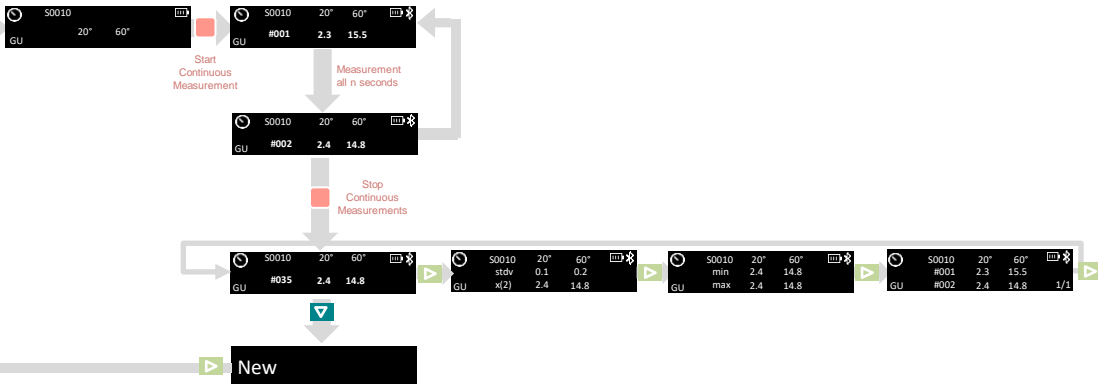 S0010
20° 60°
GU
Start
Continuous
Measurement
S0010 20° 60°
#001 2.3 15.5
GU
Measurement
all n seconds
S0010 20° 60°
#002 2.4 14.8
GU
Stop
Continuous
Measurements
S0010 20° 60°
#035 2.4 14.8
GU
S0010 20° 60°
stdv 0.1 0.2
x(2) 2.4 14.8
GU
S0010 20° 60°
min 2.4 14.8
max 2.4 14.8
GU
S0010 20° 60°
#001 2.3 15.5
#002 2.4 14.8 1/1
GU
New